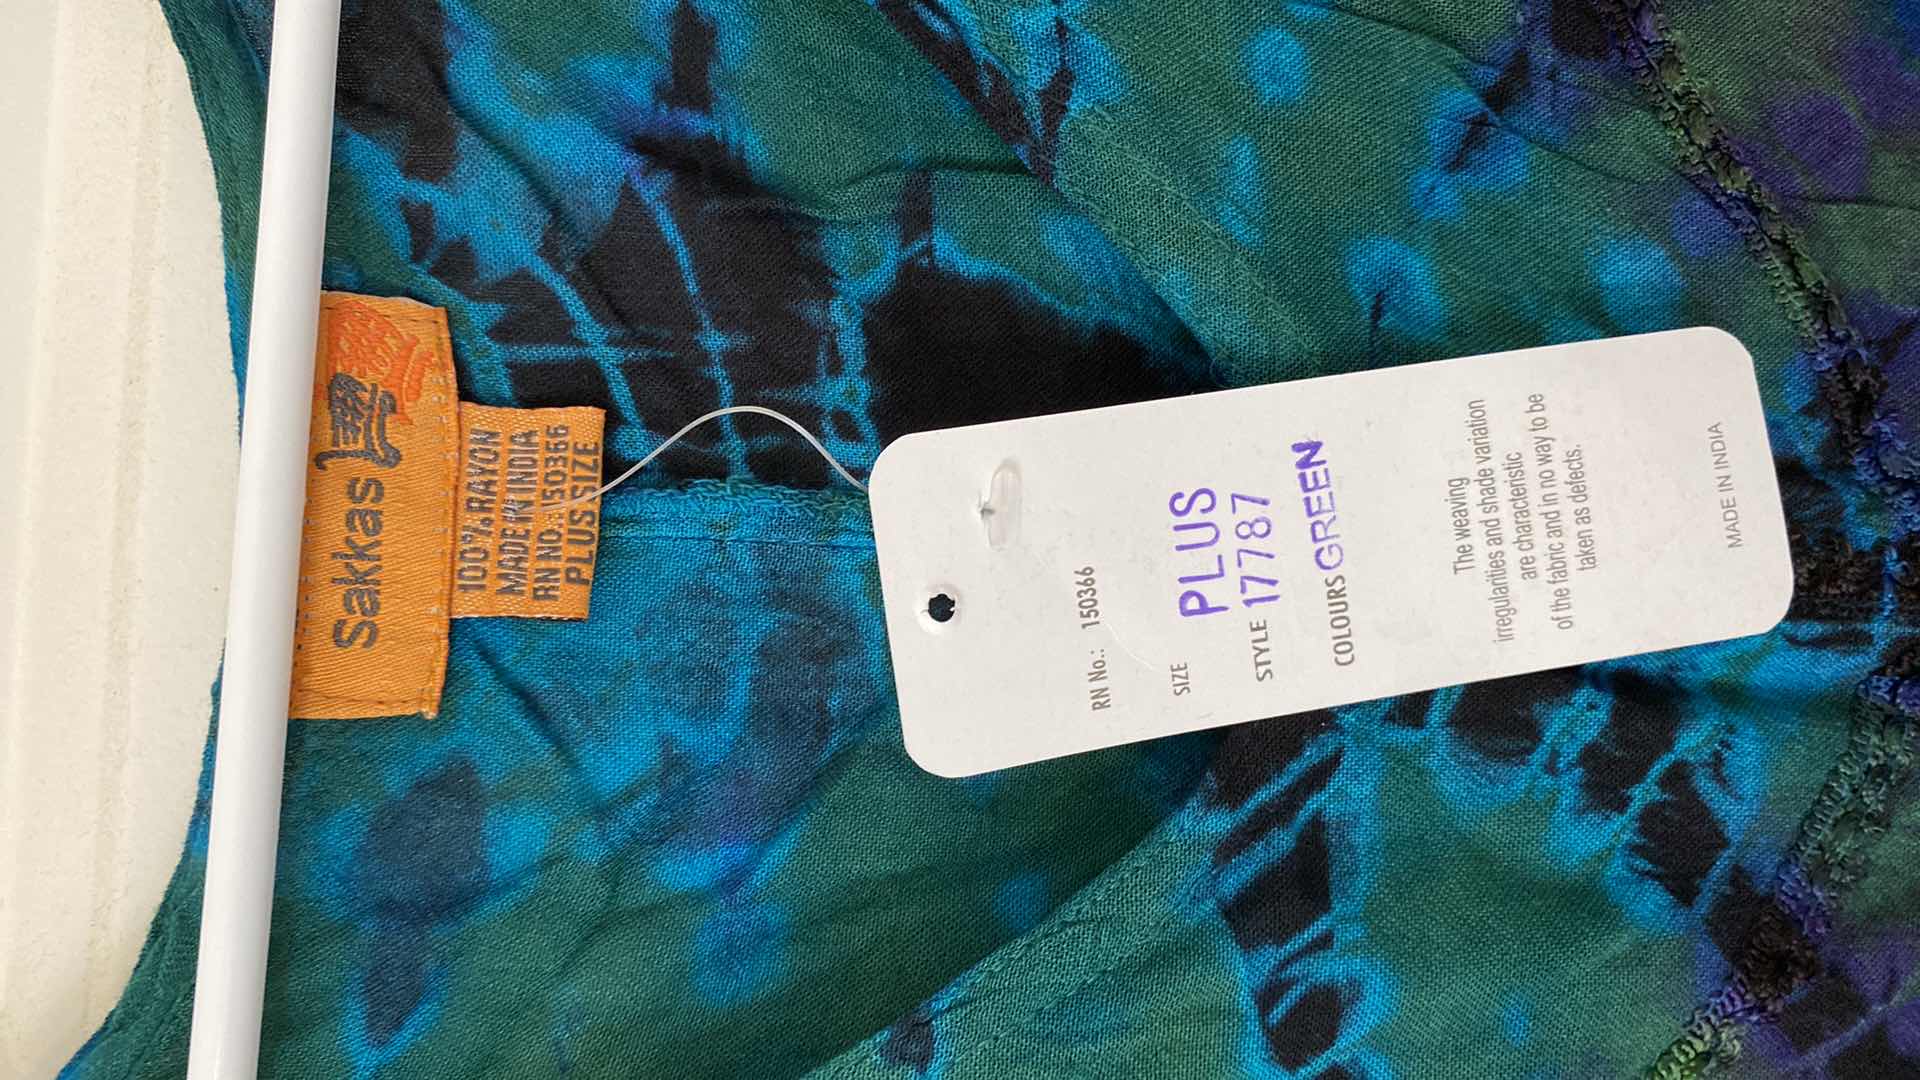 Sakkas
100% RAYON
MADE IN INDIA
RN NO.: 150366
PLUS SIZE
RN No.: 150366
SIZE PLUS
STYLE 17787
COLOURS GREEN
The weaving
irregularities and shade variation
are characteristic
of the fabric and in no way to be
taken as defects.
MADE IN INDIA